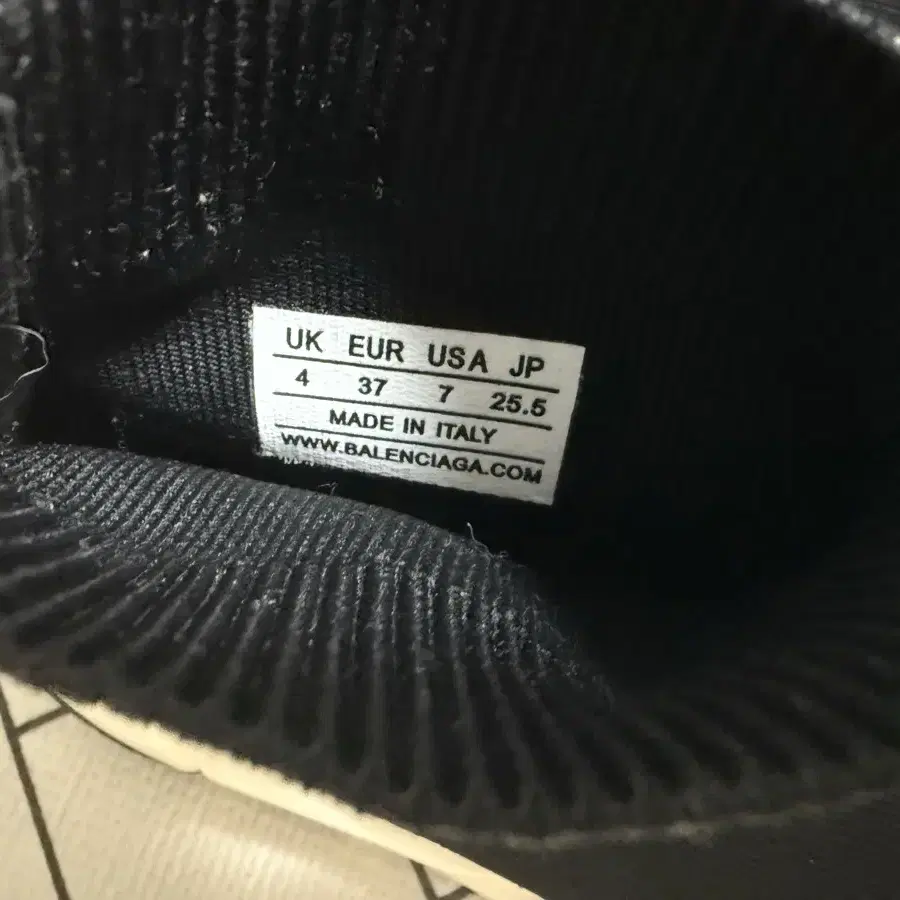 UK EUR USA JP
4 37 7 25.5
MADE IN ITALY
WWW.BALENCIAGA.COM